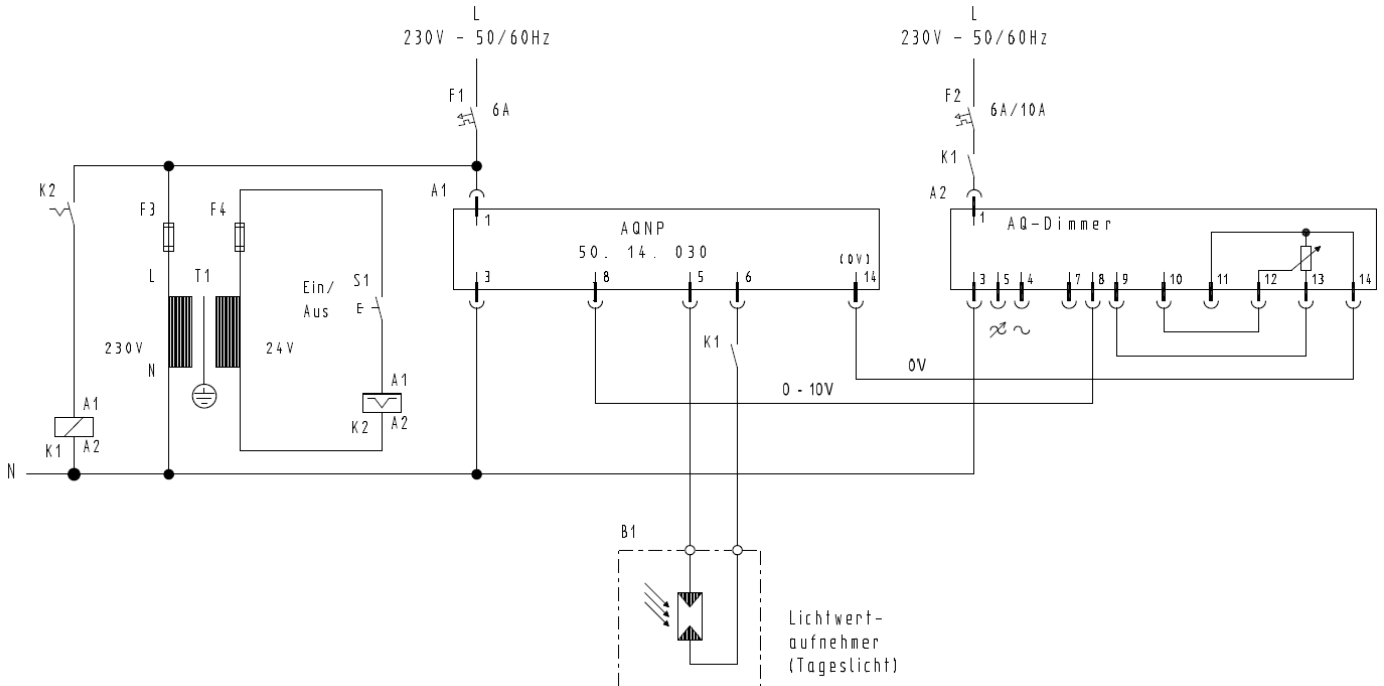 L
230V - 50/60Hz
L
230V - 50/60Hz
F1
6A
F2
6A/10A
K1
K2
F3
F4
A1
1
AQNP
50. 14. 030
(0V)
3
8
5
6
14
A2
1
AQ-Dimmer
3
5
4
7
8
9
10
11
12
13
14
L
T1
Ein/
Aus
S1
E
230V
24V
N
K1
0V
0 - 10V
A1
K2
A2
A1
K1
A2
N
B1
Lichtwert-
aufnehmer
(Tageslicht)